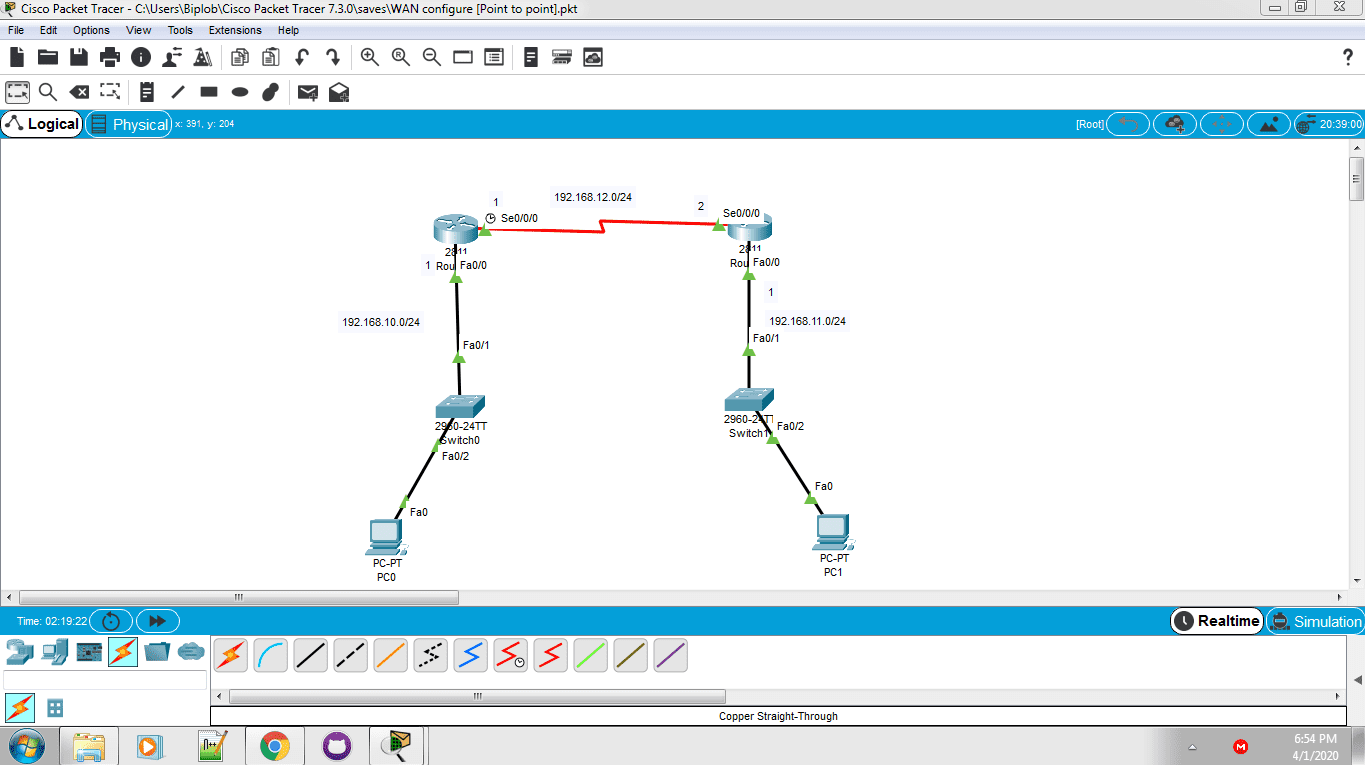 Cisco Packet Tracer - C:\Users\Biplob\Cisco Packet Tracer 7.3.0\saves\WAN configure [Point to point].pkt
File Edit Options View Tools Extensions Help
?
Logical Physical x: 391, y: 204 [Root] 20:39:00
1 192.168.12.0/24 2
Se0/0/0 Se0/0/0
2811 2811
1 Rou Fa0/0 Rou Fa0/0
1
192.168.10.0/24 192.168.11.0/24
Fa0/1 Fa0/1
2960-24TT 2960-24TT
Switch0 Switch1
Fa0/2 Fa0/2
Fa0 Fa0
PC-PT PC-PT
PC0 PC1
Time: 02:19:22 Realtime Simulation
Copper Straight-Through
6:54 PM
4/1/2020